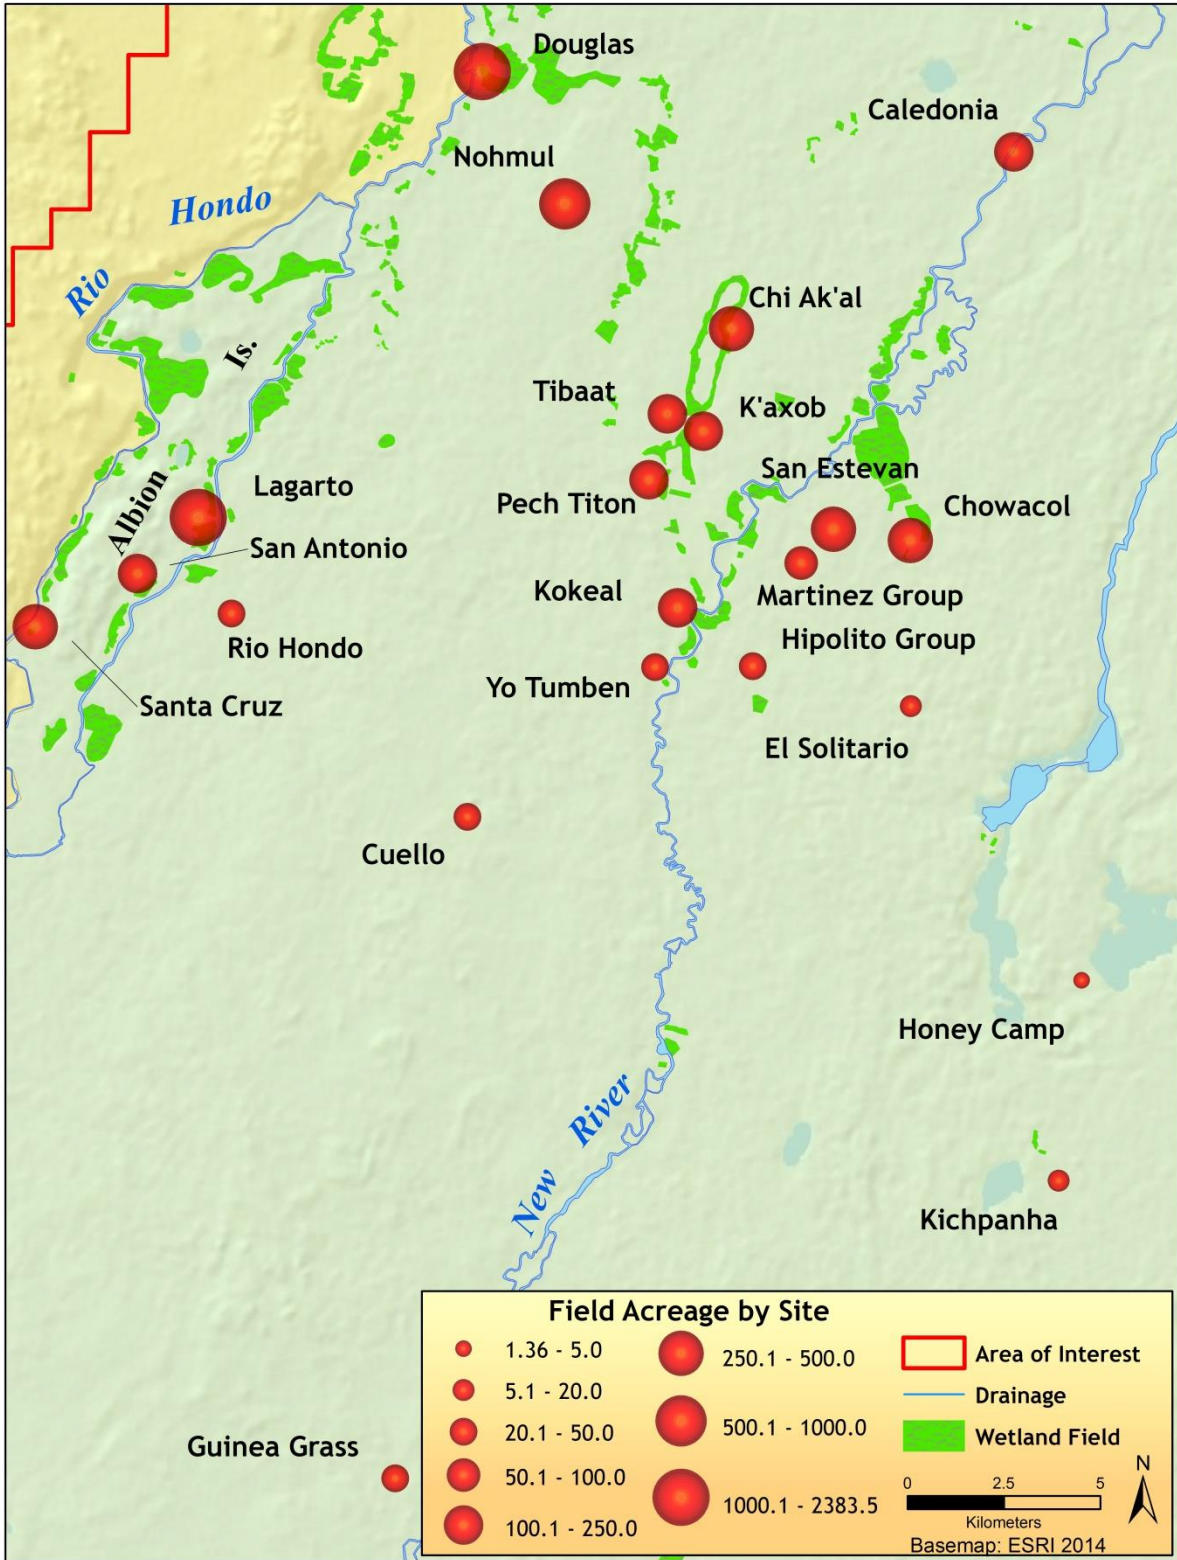 Douglas
Caledonia
Nohmul
Rio Hondo
Chi Ak'al
Is.
Tibaat
K'axob
San Estevan
Albion
Lagarto
Pech Titon
Chowacol
San Antonio
Kokeal
Martinez Group
Rio Hondo
Hipolito Group
Yo Tumben
Santa Cruz
El Solitario
Cuello
Honey Camp
New River
Kichpanha
Guinea Grass
Field Acreage by Site
1.36 - 5.0
5.1 - 20.0
20.1 - 50.0
50.1 - 100.0
100.1 - 250.0
250.1 - 500.0
500.1 - 1000.0
1000.1 - 2383.5
Area of Interest
Drainage
Wetland Field
N
0 2.5 5
Kilometers
Basemap: ESRI 2014